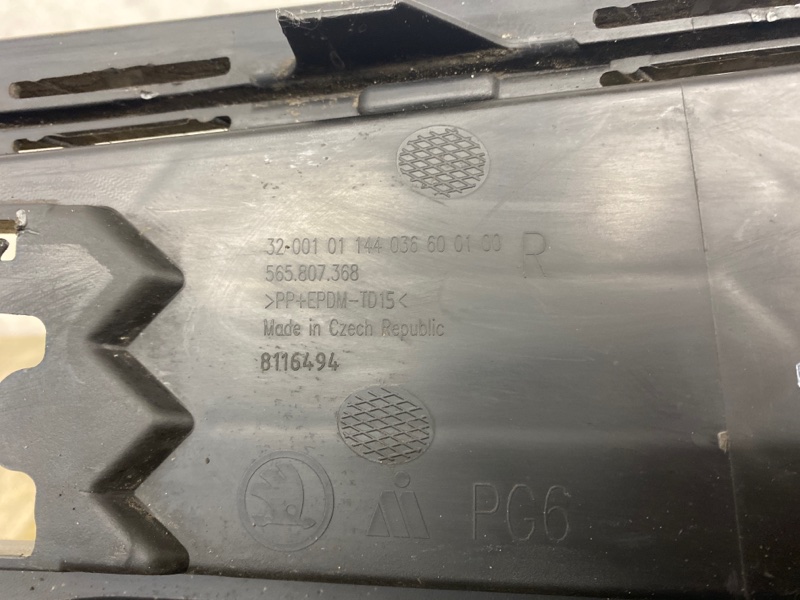 32-001 01 144 036 60 01 00 R
565.807.368
>PP+EPDM-TD15<
Made in Czech Republic
8116494
PG6